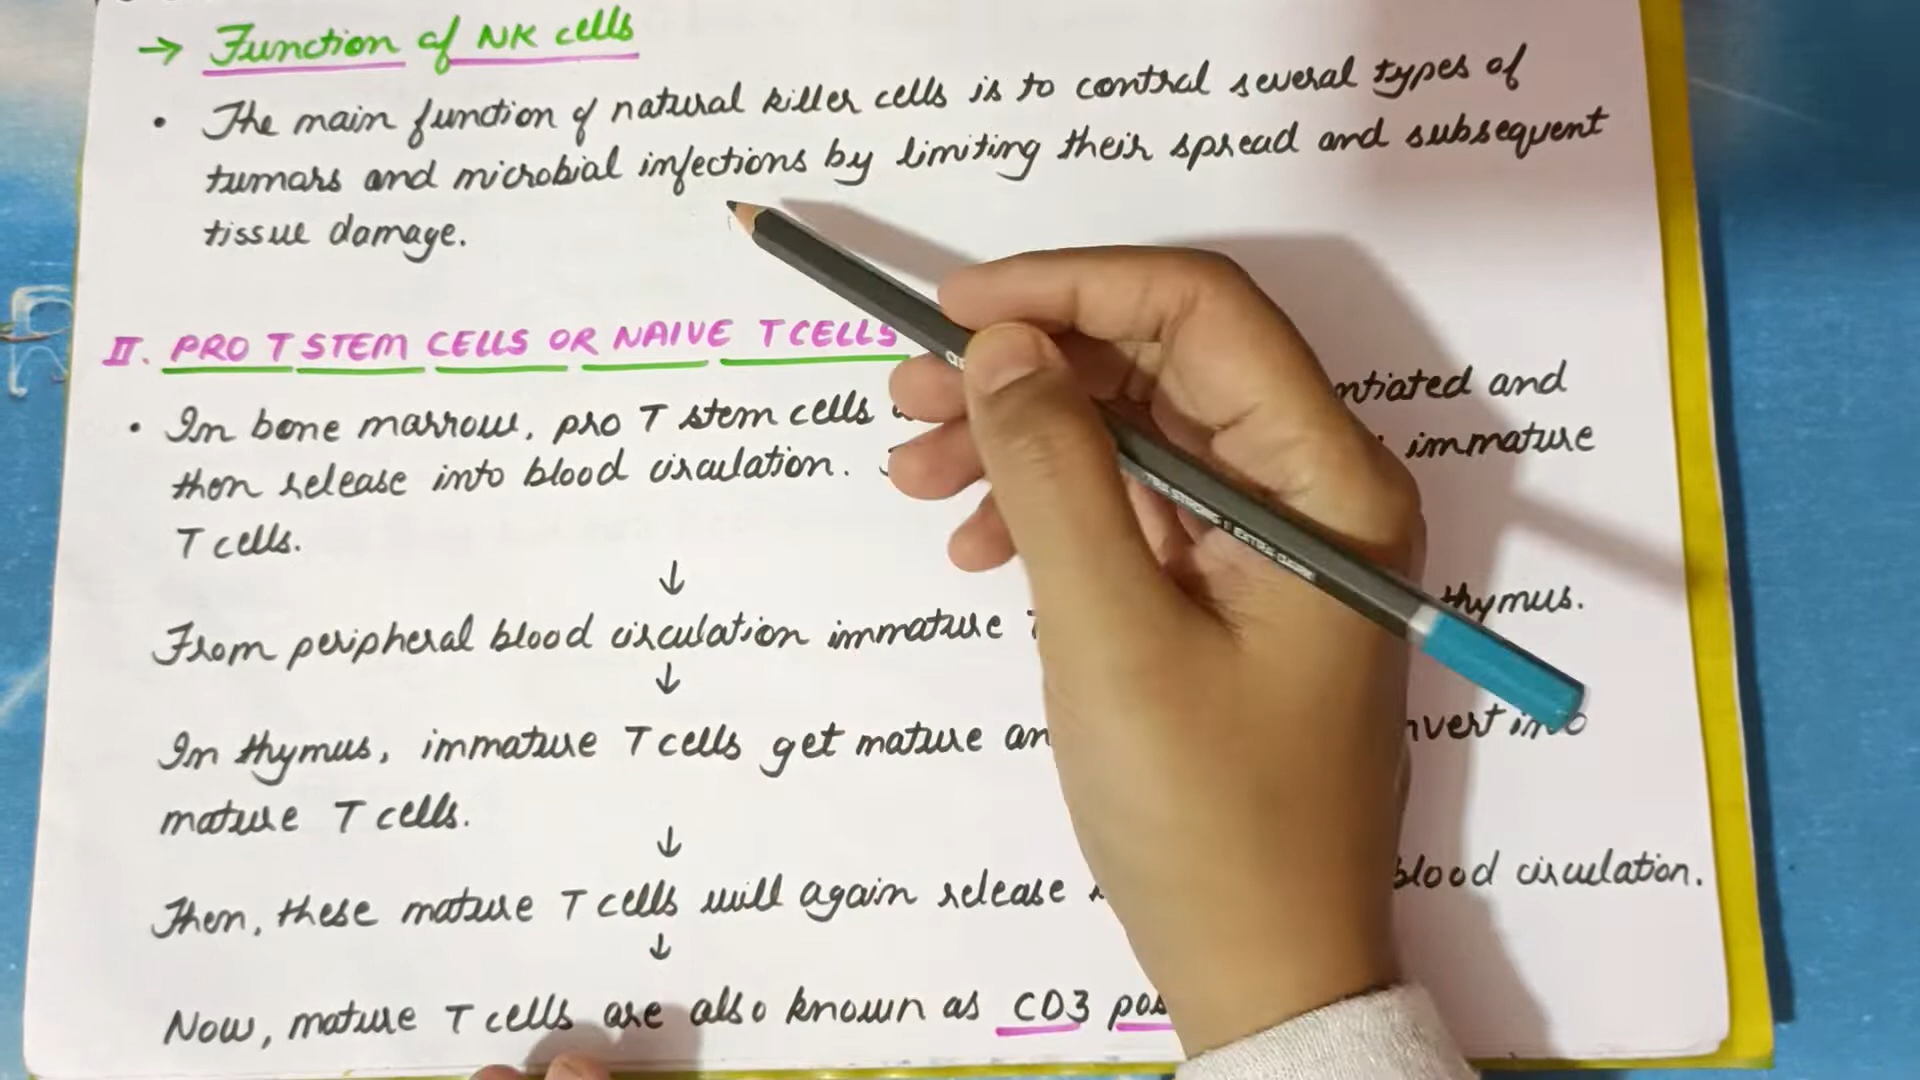 → Function of NK cells
• The main function of natural killer cells is to control several types of
tumors and microbial infections by limiting their spread and subsequent
tissue damage.
II. PRO T STEM CELLS OR NAIVE T CELLS
• In bone marrow, pro T stem cells ntiated and
then release into blood circulation. immature
T cells.
↓
From peripheral blood circulation immature thymus.
↓
In thymus, immature T cells get mature an nvert into
mature T cells.
↓
Then, these mature T cells will again release blood circulation.
↓
Now, mature T cells are also known as CD3 pos